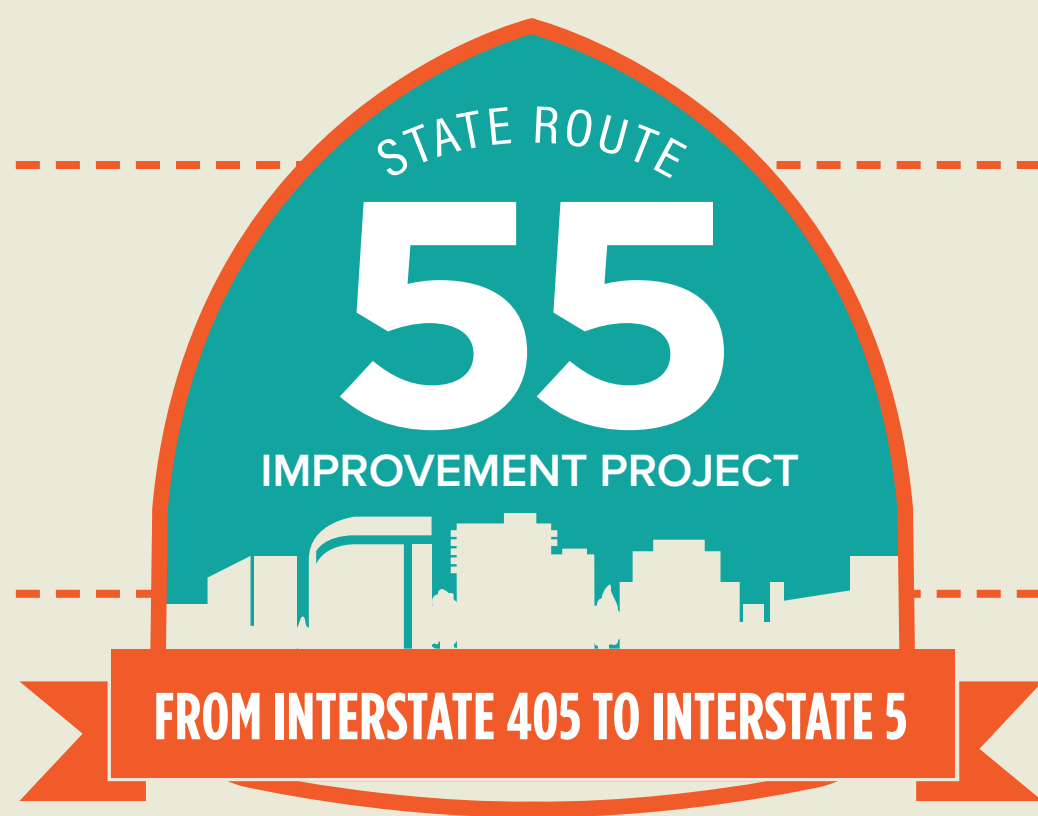 STATE ROUTE
55
IMPROVEMENT PROJECT
FROM INTERSTATE 405 TO INTERSTATE 5